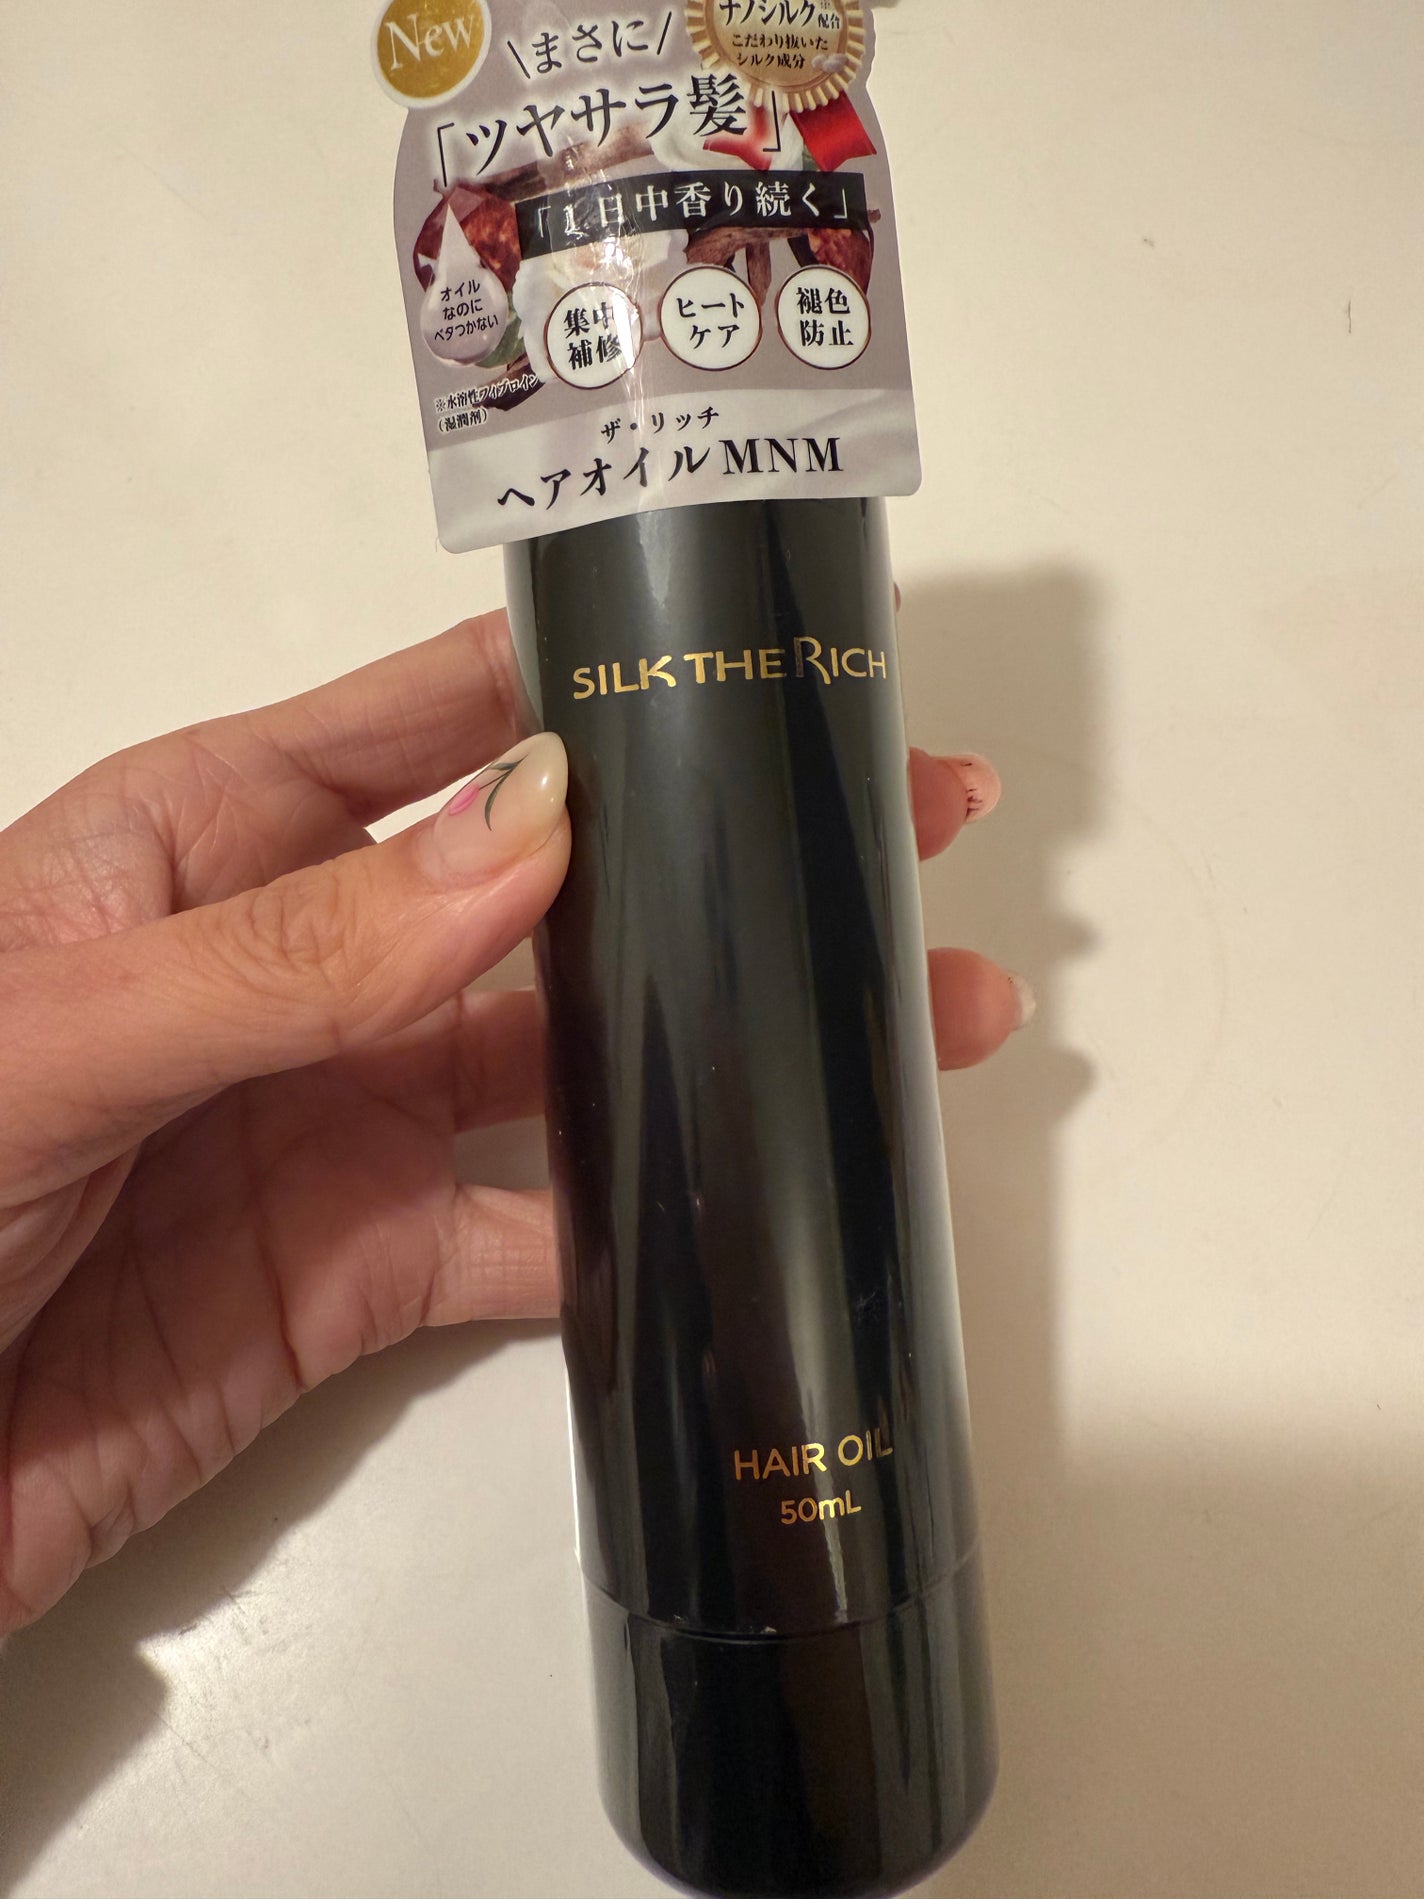 New
\まさに/
ナノシルク※
配合
こだわり抜いた
シルク成分
「ツヤサラ髪」
「1日中香り続く」
オイル
なのに
ベタつかない
集中
補修
ヒート
ケア
褪色
防止
※水溶性フィブロイン
(湿潤剤)
ザ・リッチ
ヘアオイルMNM
SILK THE RICH
HAIR OIL
50mL